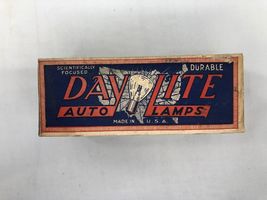 SCIENTIFICALLY
FOCUSED
DURABLE
DAYLITE
AUTO LAMPS
MADE IN U.S.A.